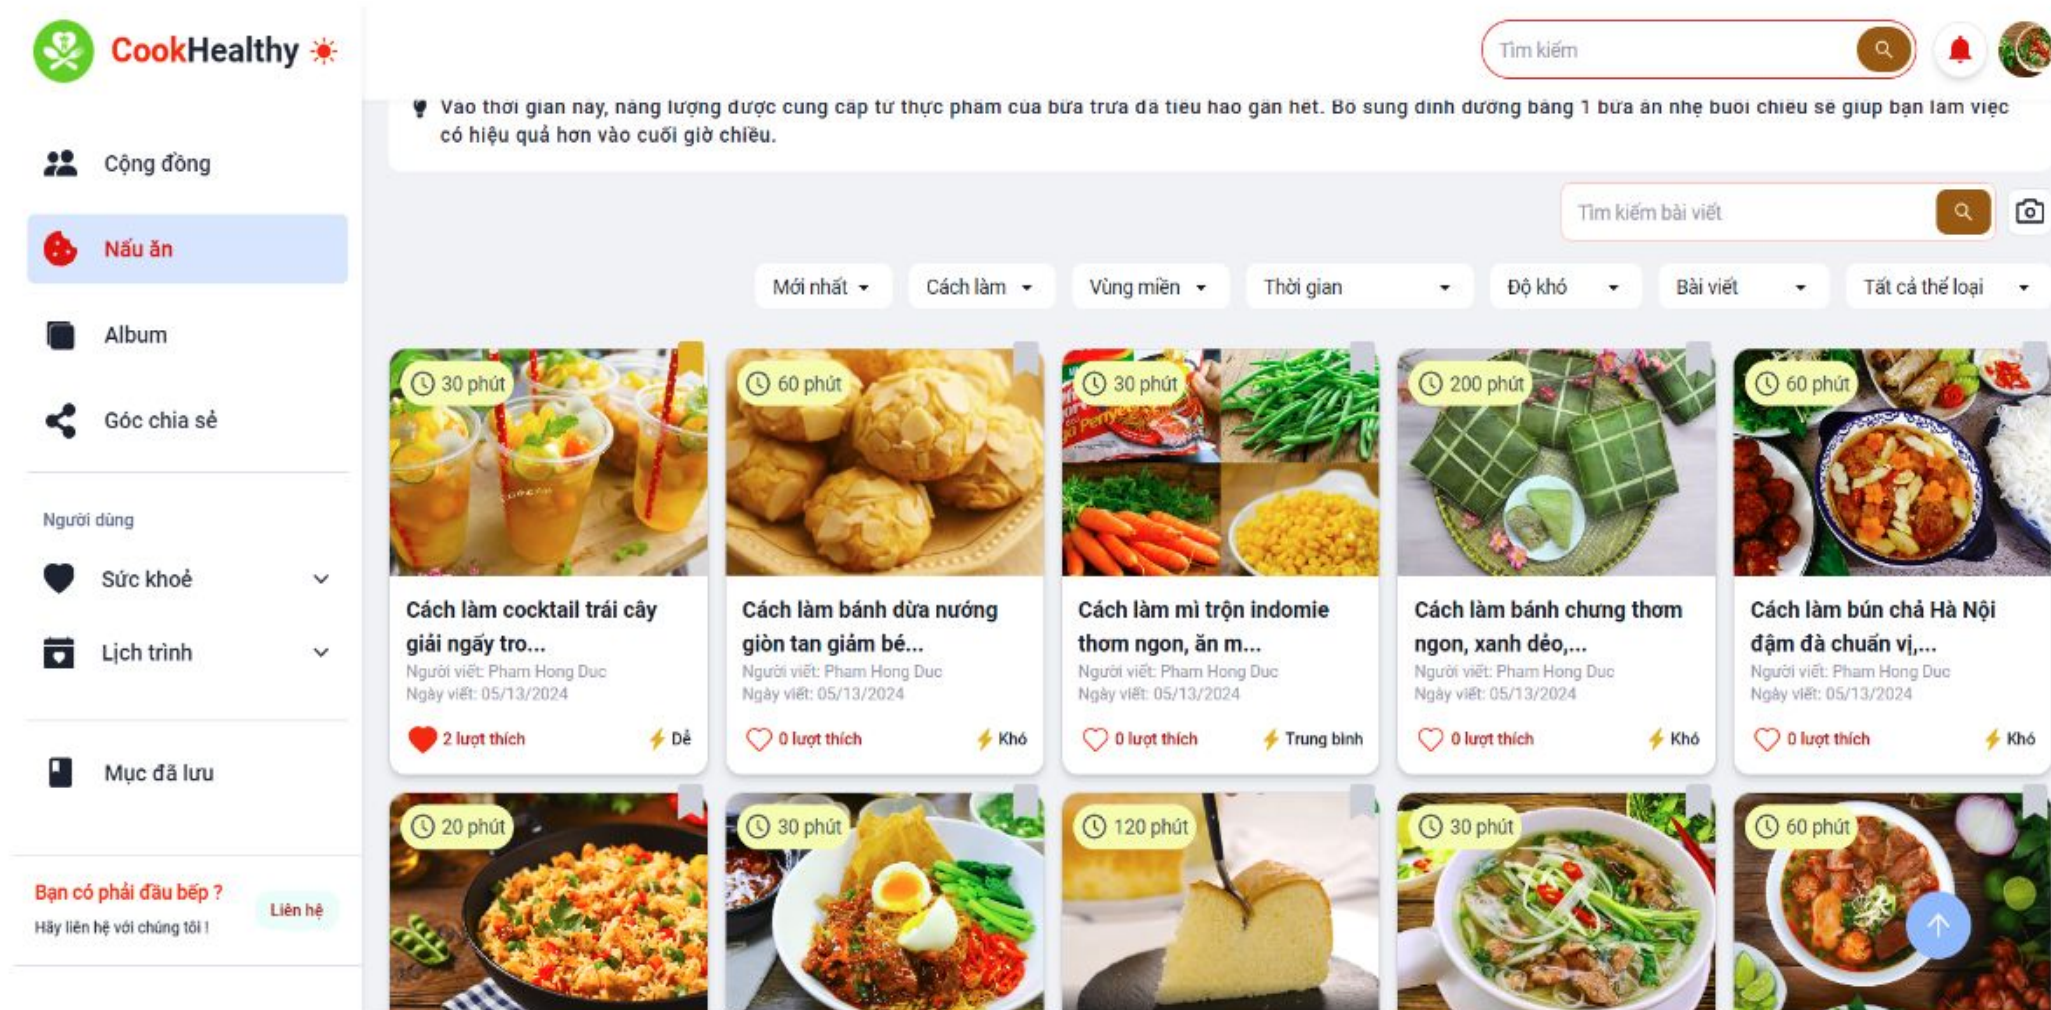 CookHealthy
Tìm kiếm
Vào thời gian này, năng lượng được cung cấp từ thực phẩm của bữa trưa đã tiêu hao gần hết. Bổ sung dinh dưỡng bằng 1 bữa ăn nhẹ buổi chiều sẽ giúp bạn làm việc
có hiệu quả hơn vào cuối giờ chiều.
Cộng đồng
Nấu ăn
Album
Góc chia sẻ
Người dùng
Sức khoẻ
Lịch trình
Mục đã lưu
Bạn có phải đầu bếp ?
Hãy liên hệ với chúng tôi !
Liên hệ
Tìm kiếm bài viết
Mới nhất
Cách làm
Vùng miền
Thời gian
Độ khó
Bài viết
Tất cả thể loại
30 phút
Cách làm cocktail trái cây
giải ngấy tro...
Người viết: Pham Hong Duc
Ngày viết: 05/13/2024
2 lượt thích
Dễ
60 phút
Cách làm bánh dừa nướng
giòn tan giảm bé...
Người viết: Pham Hong Duc
Ngày viết: 05/13/2024
0 lượt thích
Khó
30 phút
Cách làm mì trộn indomie
thơm ngon, ăn m...
Người viết: Pham Hong Duc
Ngày viết: 05/13/2024
0 lượt thích
Trung bình
200 phút
Cách làm bánh chưng thơm
ngon, xanh dẻo,...
Người viết: Pham Hong Duc
Ngày viết: 05/13/2024
0 lượt thích
Khó
60 phút
Cách làm bún chả Hà Nội
đậm đà chuẩn vị,...
Người viết: Pham Hong Duc
Ngày viết: 05/13/2024
0 lượt thích
Khó
20 phút
30 phút
120 phút
30 phút
60 phút